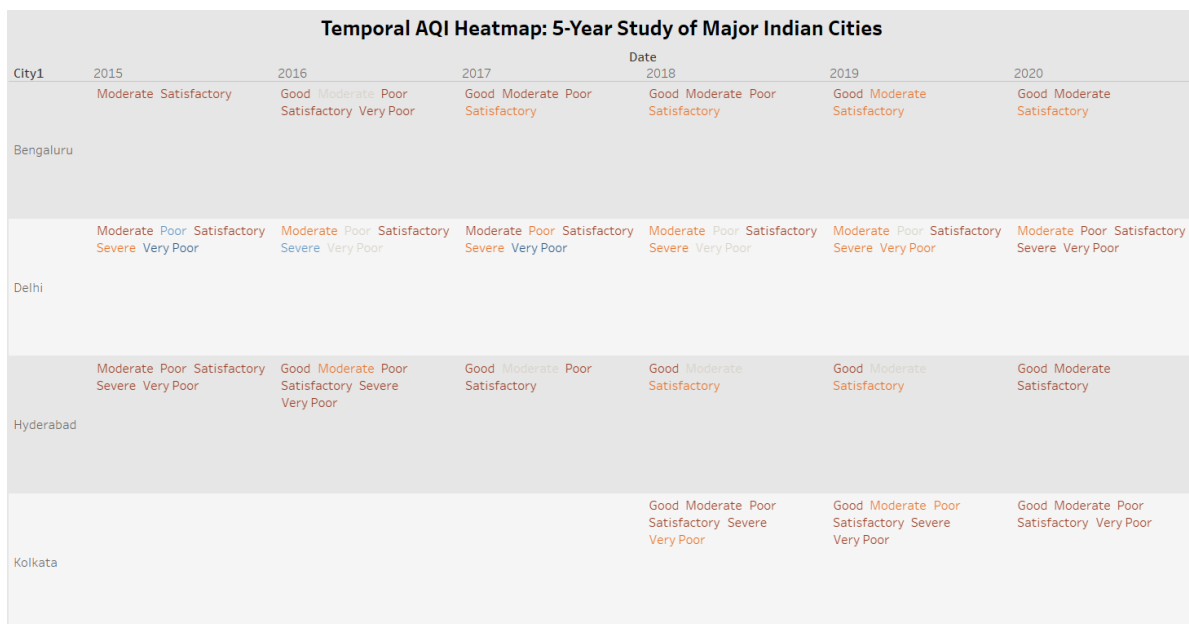 Temporal AQI Heatmap: 5-Year Study of Major Indian Cities
Date
City1 2015 2016 2017 2018 2019 2020
Moderate Satisfactory Good Moderate Poor Good Moderate Poor Good Moderate Poor Good Moderate Good Moderate
Satisfactory Very Poor Satisfactory Satisfactory Satisfactory Satisfactory
Bengaluru
Moderate Poor Satisfactory Moderate Poor Satisfactory Moderate Poor Satisfactory Moderate Poor Satisfactory Moderate Poor Satisfactory Moderate Poor Satisfactory
Severe Very Poor Severe Very Poor Severe Very Poor Severe Very Poor Severe Very Poor Severe Very Poor
Delhi
Moderate Poor Satisfactory Good Moderate Poor Good Moderate Poor Good Moderate Good Moderate Good Moderate
Severe Very Poor Satisfactory Severe Satisfactory Satisfactory Satisfactory Satisfactory
Very Poor
Hyderabad
Good Moderate Poor Good Moderate Poor Good Moderate Poor
Satisfactory Severe Satisfactory Severe Satisfactory Very Poor
Very Poor Very Poor
Kolkata